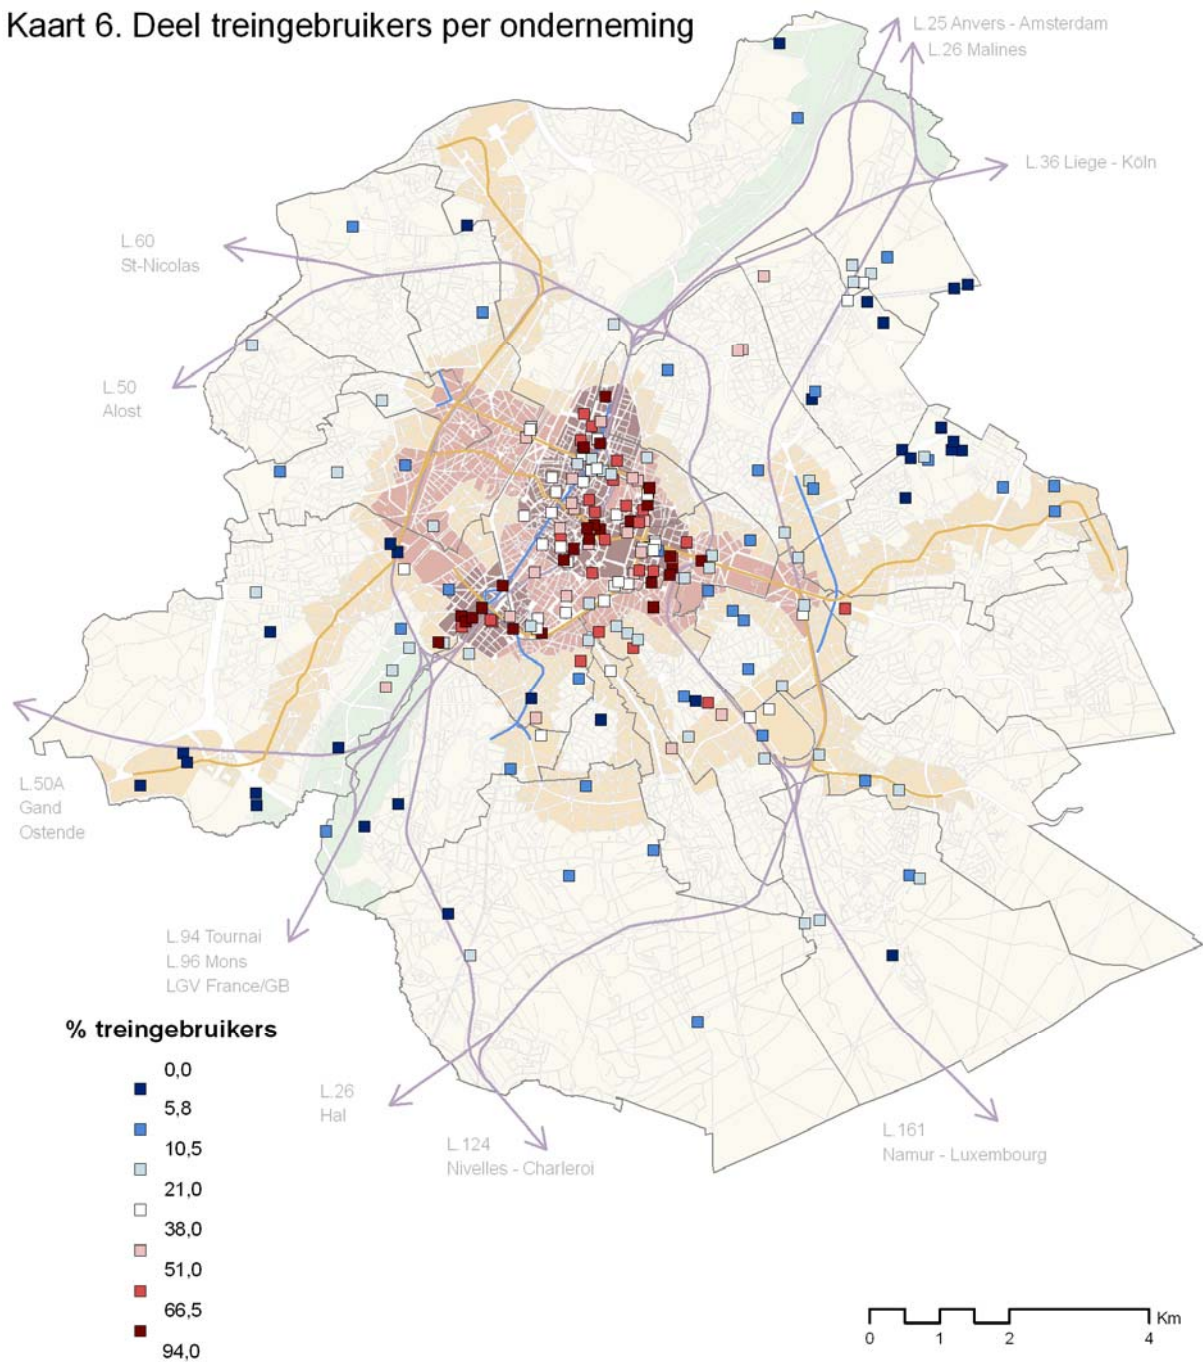 Kaart 6. Deel treingebruikers per onderneming
L.25 Anvers - Amsterdam
L.26 Malines
L.36 Liege - Köln
L.60
St-Nicolas
L.50
Alost
L.50A
Gand
Ostende
L.94 Tournai
L.96 Mons
LGV France/GB
% treingebruikers
0,0
5,8
10,5
21,0
38,0
51,0
66,5
94,0
L.26
Hal
L.124
Nivelles - Charleroi
L.161
Namur - Luxembourg
Km
0 1 2 4